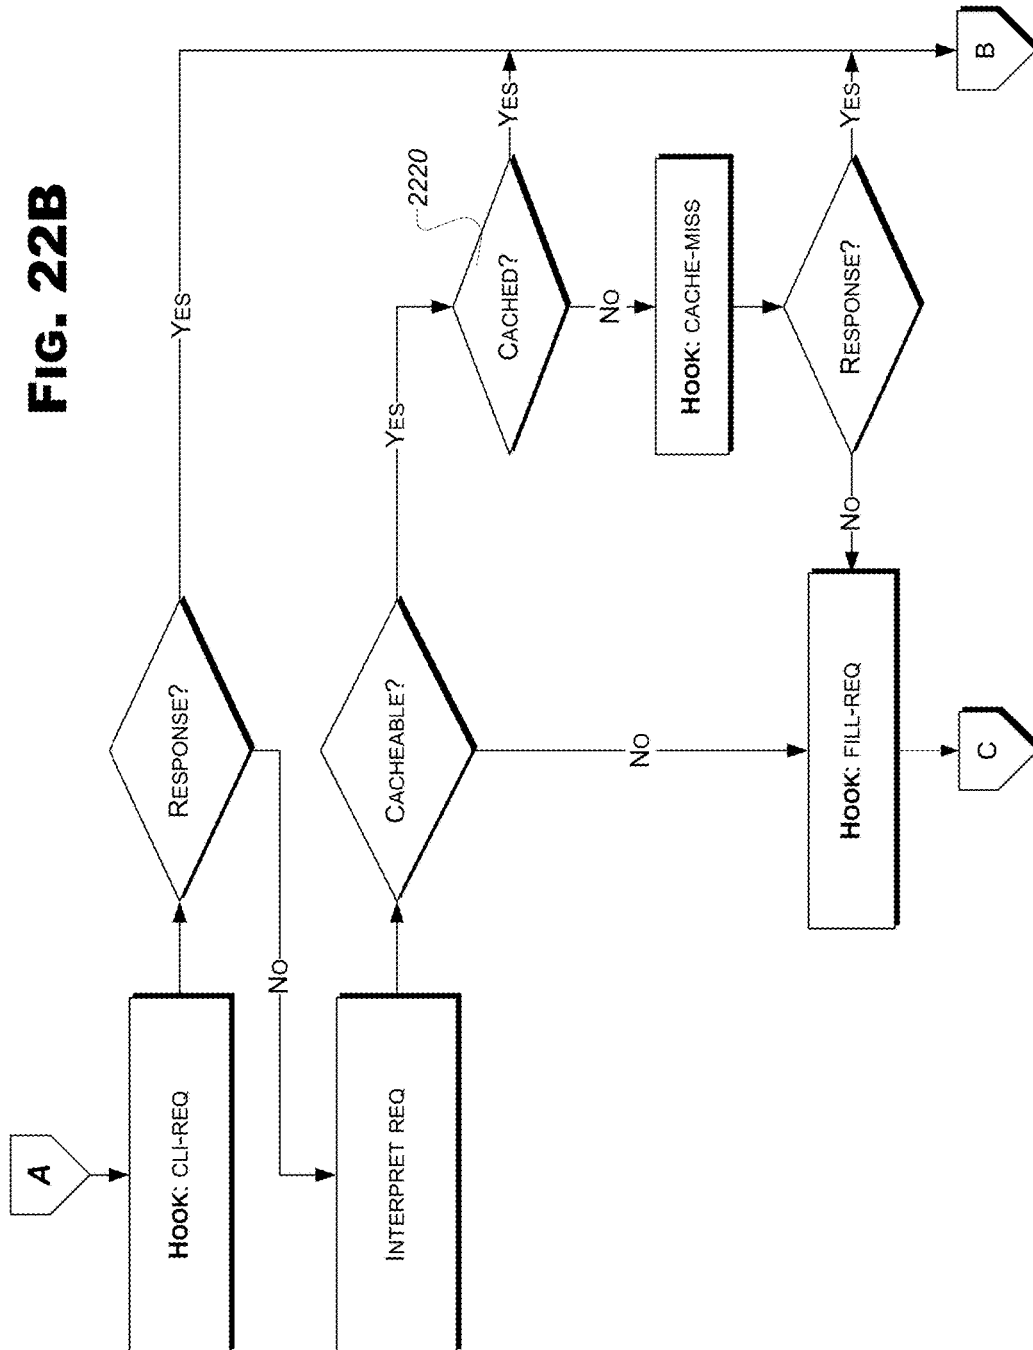 FIG. 22B
A
HOOK: CLI-REQ
RESPONSE?
YES
NO
INTERPRET REQ
CACHEABLE?
YES
CACHED?
2220
YES
NO
NO
HOOK: CACHE-MISS
RESPONSE?
YES
NO
HOOK: FILL-REQ
B
C